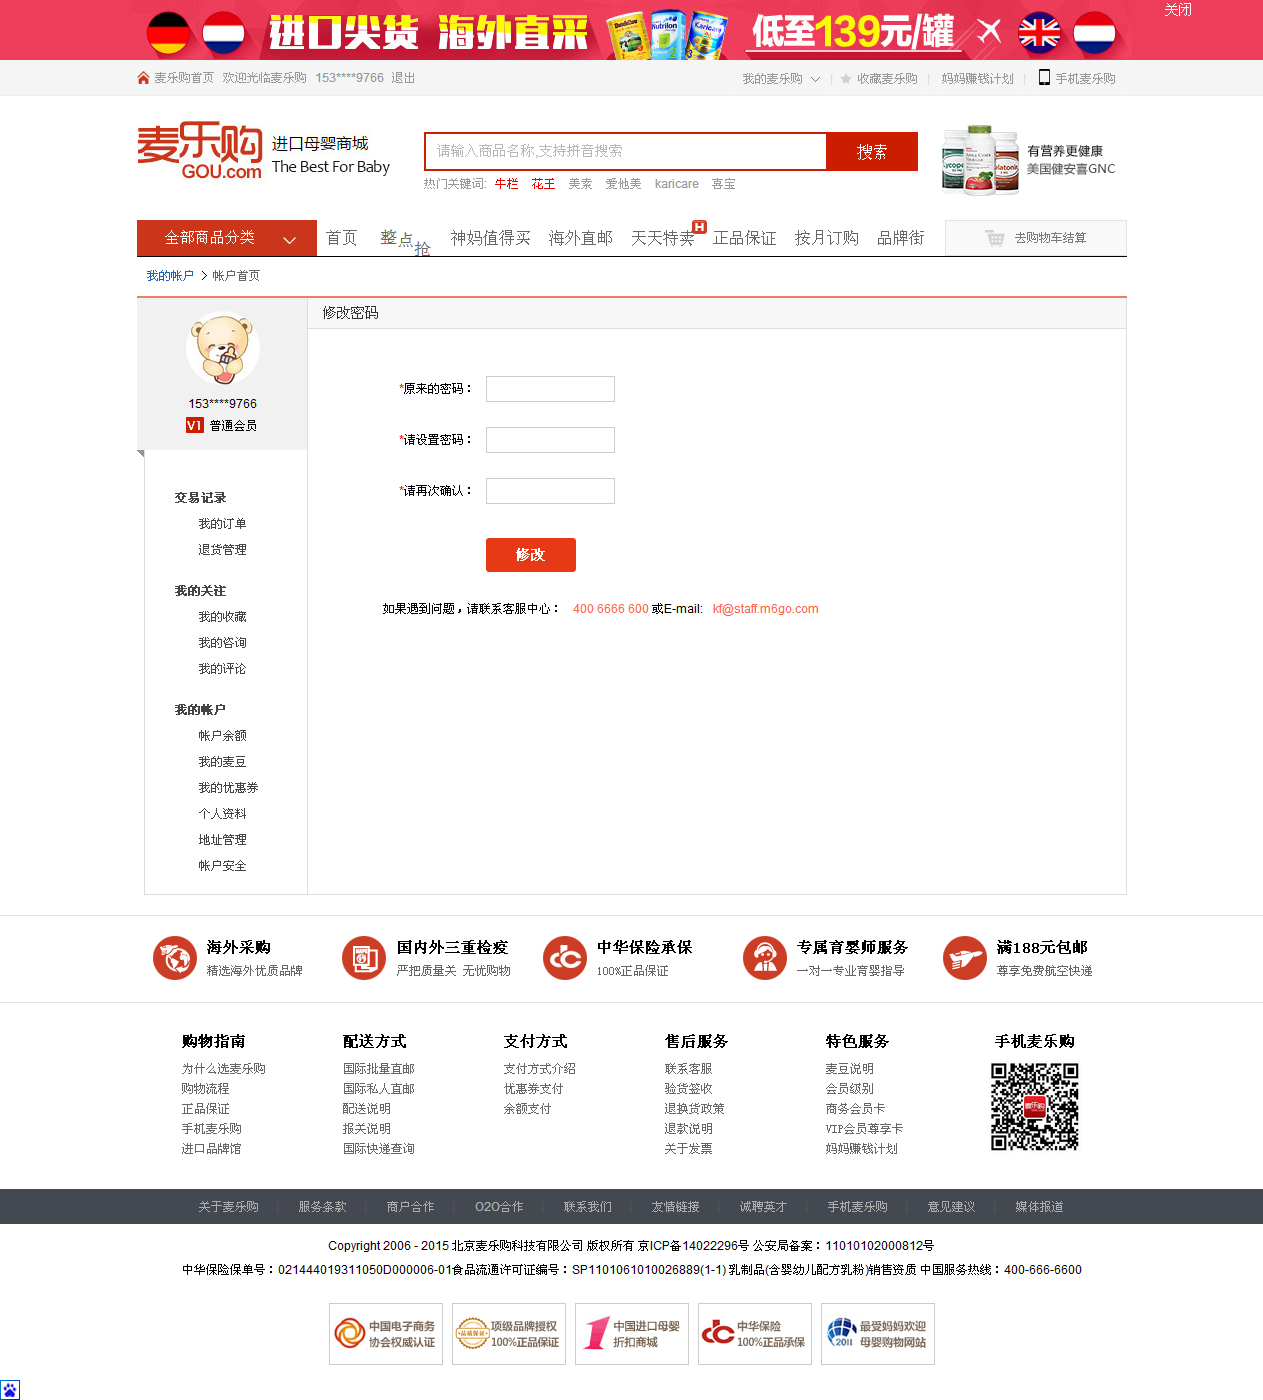 进口尖货 海外直采 低至139元/罐 关闭
麦乐购首页 欢迎光临麦乐购 153****9766 退出 我的麦乐购 | 收藏麦乐购 | 妈妈赚钱计划 | 手机麦乐购
麦乐购 GOU.com
进口母婴商城
The Best For Baby
请输入商品名称,支持拼音搜索 搜索
热门关键词: 牛栏 花王 美素 爱他美 karicare 喜宝
有营养更健康
美国健安喜GNC
全部商品分类 首页 整点抢 神妈值得买 海外直邮 天天特卖 H 正品保证 按月订购 品牌街 去购物车结算
我的帐户 > 帐户首页
153****9766
V1 普通会员
修改密码
*原来的密码：
*请设置密码：
*请再次确认：
修改
如果遇到问题，请联系客服中心： 400 6666 600 或E-mail: kf@staff.m6go.com
交易记录
我的订单
退货管理
我的关注
我的收藏
我的咨询
我的评论
我的帐户
帐户余额
我的麦豆
我的优惠券
个人资料
地址管理
帐户安全
海外采购
精选海外优质品牌
国内外三重检疫
严把质量关 无忧购物
中华保险承保
100%正品保证
专属育婴师服务
一对一专业育婴指导
满188元包邮
尊享免费航空快递
购物指南
为什么选麦乐购
购物流程
正品保证
手机麦乐购
进口品牌馆
配送方式
国际批量直邮
国际私人直邮
配送说明
报关说明
国际快递查询
支付方式
支付方式介绍
优惠券支付
余额支付
售后服务
联系客服
验货签收
退换货政策
退款说明
关于发票
特色服务
麦豆说明
会员级别
商务会员卡
VIP会员尊享卡
妈妈赚钱计划
手机麦乐购
关于麦乐购 | 服务条款 | 商户合作 | O2O合作 | 联系我们 | 友情链接 | 诚聘英才 | 手机麦乐购 | 意见建议 | 媒体报道
Copyright 2006 - 2015 北京麦乐购科技有限公司 版权所有 京ICP备14022296号 公安局备案：11010102000812号
中华保险保单号：021444019311050D000006-01食品流通许可证编号：SP1101061010026889(1-1) 乳制品(含婴幼儿配方乳粉)销售资质 中国服务热线：400-666-6600
中国电子商务
协会权威认证
品质保证
顶级品牌授权
100%正品保证
1
中国进口母婴
折扣商城
中华保险
100%正品承保
2011
最受妈妈欢迎
母婴购物网站